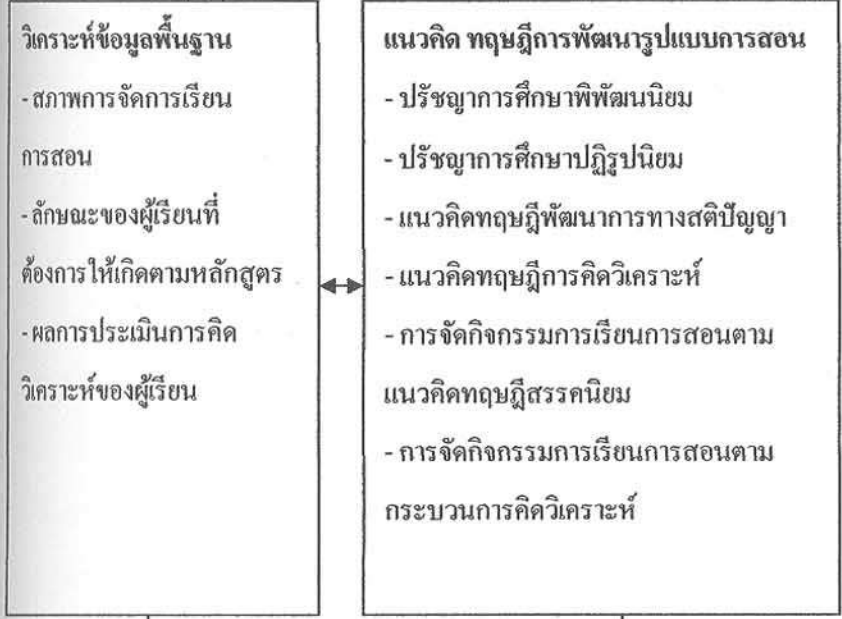 วิเคราะห์ข้อมูลพื้นฐาน
- สภาพการจัดการเรียน
การสอน
- ลักษณะของผู้เรียนที่
ต้องการให้เกิดตามหลักสูตร
- ผลการประเมินการคิด
วิเคราะห์ของผู้เรียน
แนวคิด ทฤษฎีการพัฒนารูปแบบการสอน
- ปรัชญาการศึกษาพิพัฒนนิยม
- ปรัชญาการศึกษาปฏิรูปนิยม
- แนวคิดทฤษฎีพัฒนาการทางสติปัญญา
- แนวคิดทฤษฎีการคิดวิเคราะห์
- การจัดกิจกรรมการเรียนการสอนตาม
แนวคิดทฤษฎีสรรคนิยม
- การจัดกิจกรรมการเรียนการสอนตาม
กระบวนการคิดวิเคราะห์